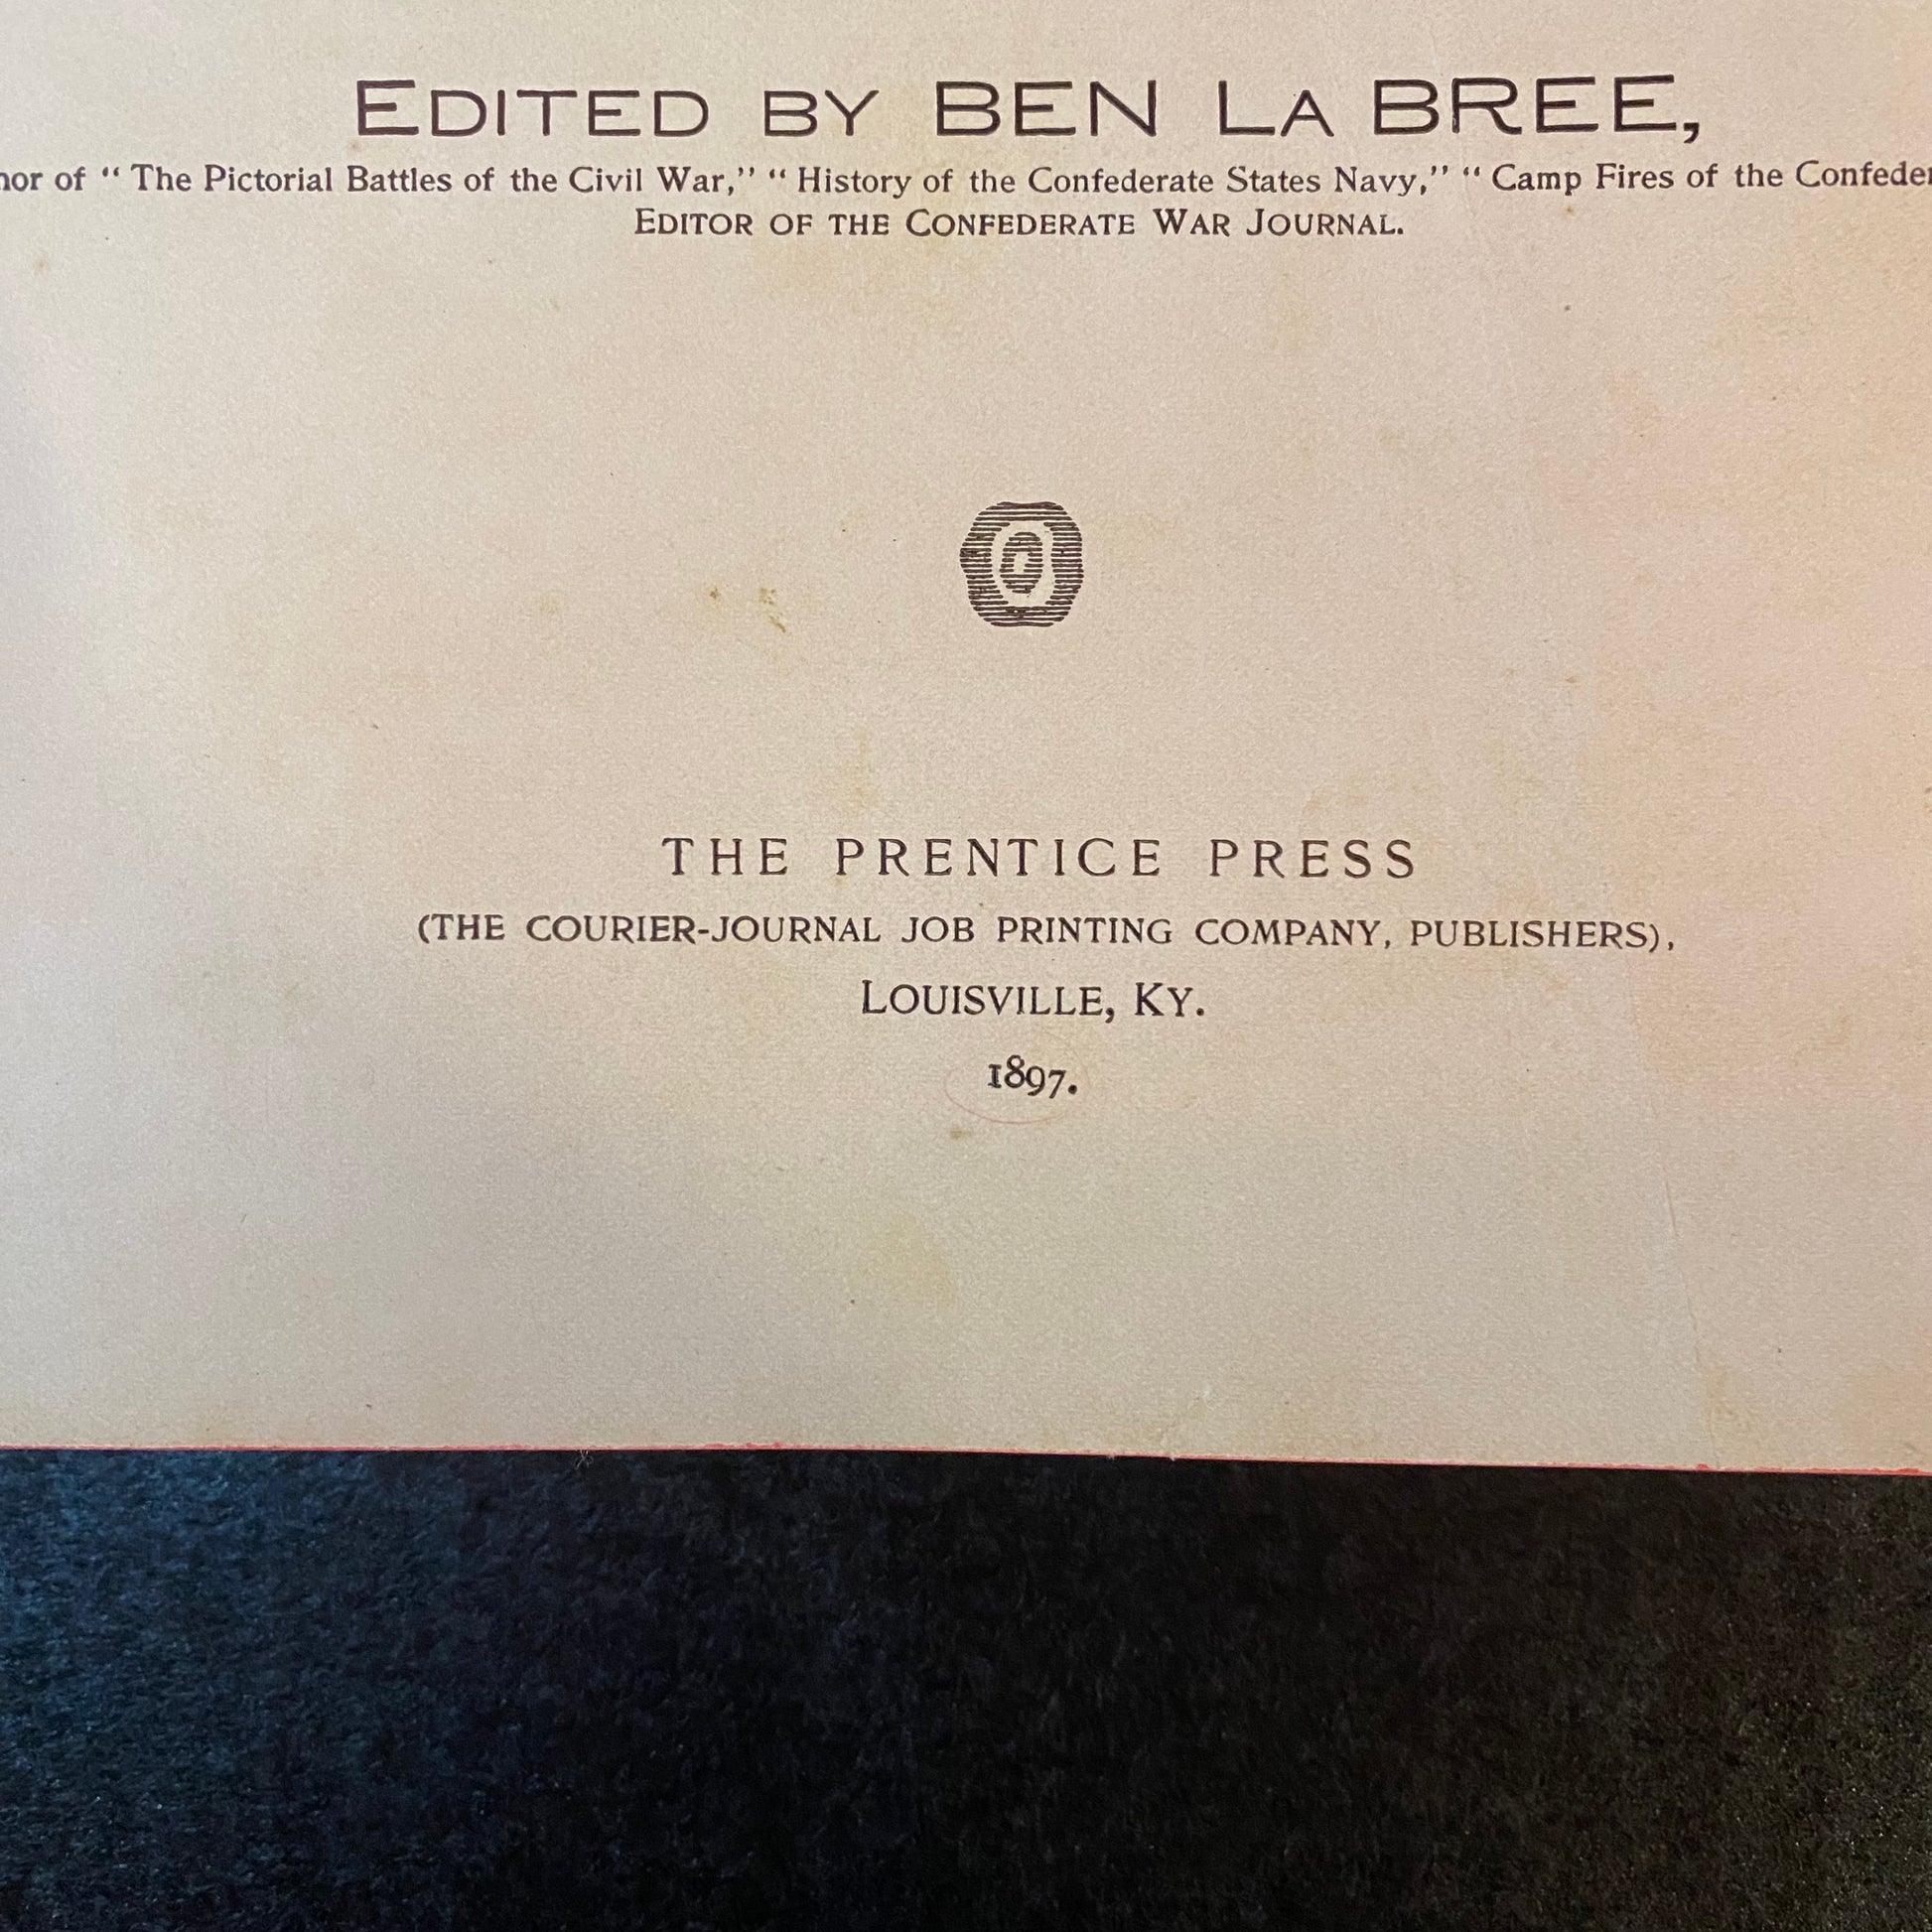 EDITED BY BEN LA BREE,
of “ The Pictorial Battles of the Civil War,” “ History of the Confederate States Navy,” “ Camp Fires of the
EDITOR OF THE CONFEDERATE WAR JOURNAL.
THE PRENTICE PRESS
(THE COURIER-JOURNAL JOB PRINTING COMPANY, PUBLISHERS),
LOUISVILLE, KY.
1897.